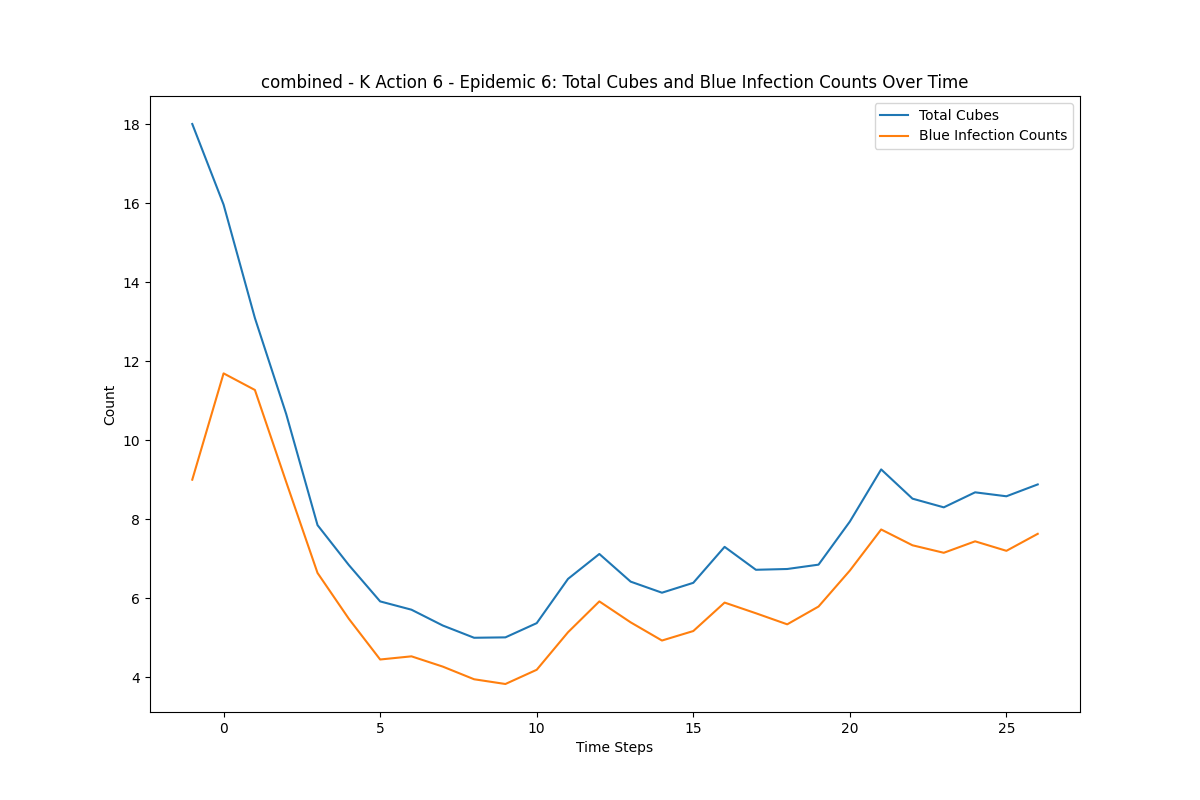 combined - K Action 6 - Epidemic 6: Total Cubes and Blue Infection Counts Over Time
Total Cubes
Blue Infection Counts
18
16
14
12
10
8
6
4
Count
0 5 10 15 20 25
Time Steps